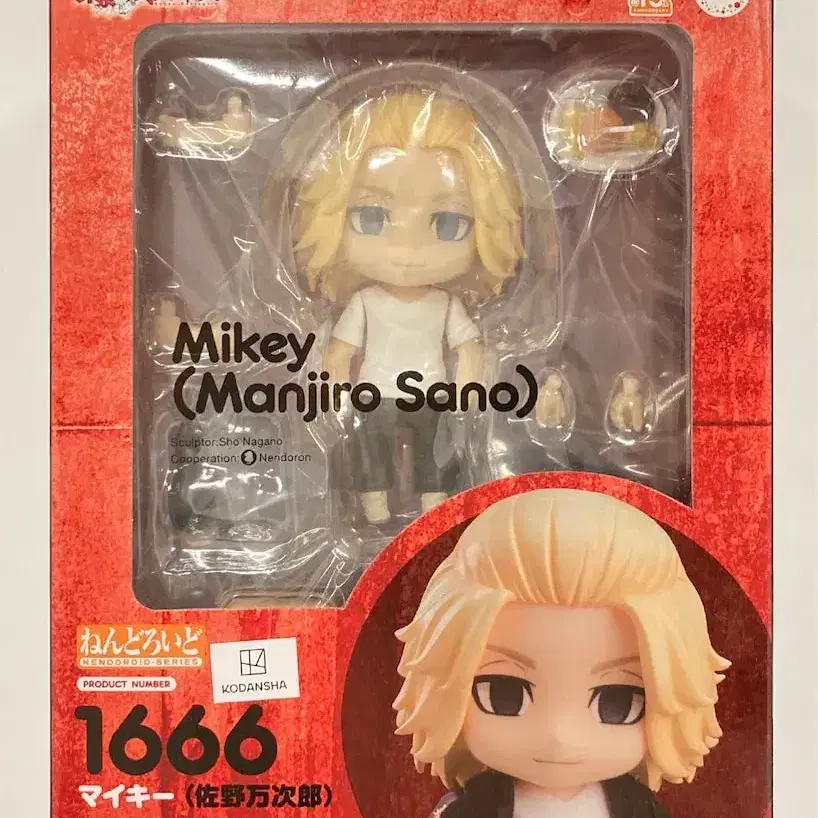 Mikey
(Manjiro Sano)
Sculptor:Sho Nagano
Cooperation: Nendoron
ねんどろいど
NENDOROID-SERIES
PRODUCT NUMBER
1666
KODANSHA
マイキー(佐野万次郎)